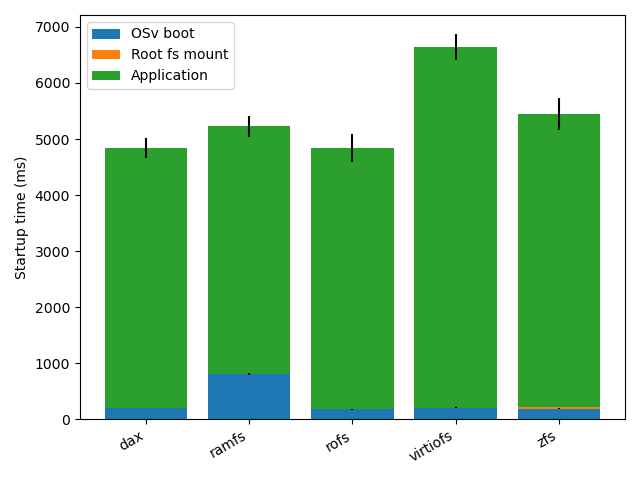 OSv boot
Root fs mount
Application
Startup time (ms)
7000
6000
5000
4000
3000
2000
1000
0
dax
ramfs
rofs
virtiofs
zfs